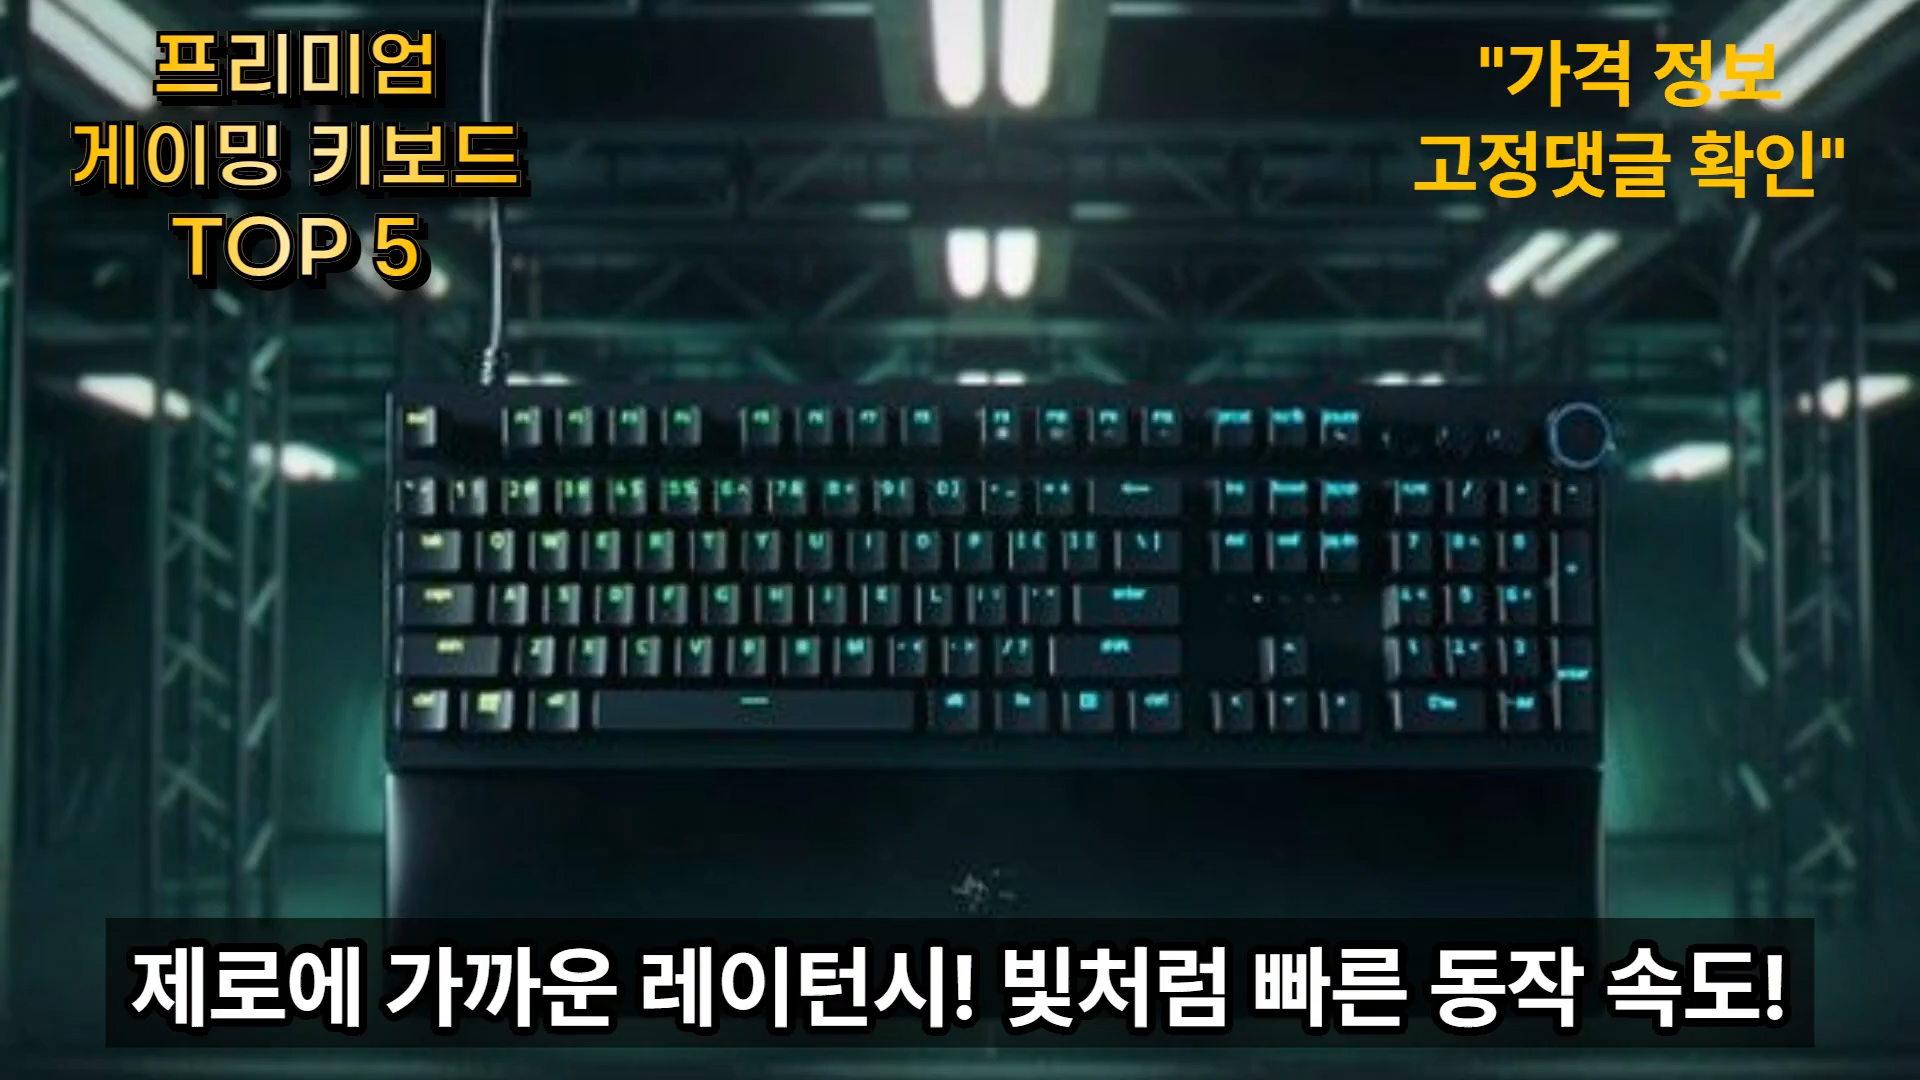 프리미엄
게이밍 키보드
TOP 5
"가격 정보
고정댓글 확인"
제로에 가까운 레이턴시! 빛처럼 빠른 동작 속도!